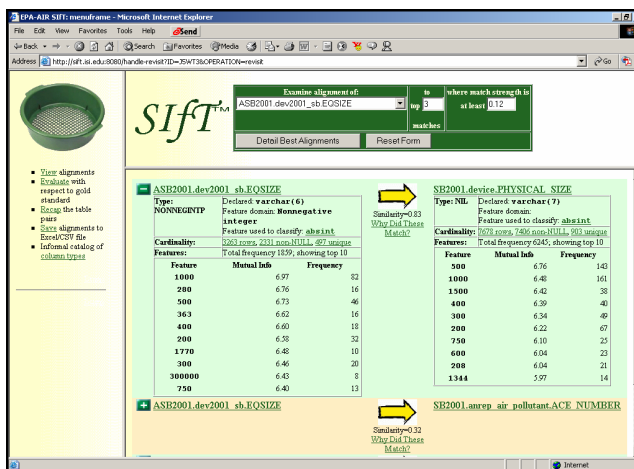 EPA-AIR SIFT: menuframe - Microsoft Internet Explorer
File Edit View Favorites Tools Help Send
Back Search Favorites Media
Address http://sift.isi.edu:8080/handle-revisit?ID=J5WT3&OPERATION=revisit Go
SIfT™
Examine alignment of: to where match strength is
ASB2001.dev2001_sb.EQSIZE top 3 at least 0.12
matches
Detail Best Alignments Reset Form
View alignments
Evaluate with
respect to gold
standard
Recap the table
pairs
Save alignments to
Excel/CSV file
Informal catalog of
column types
ASB2001.dev2001_sb.EQSIZE
Type: Declared: varchar(6)
NONNEGINTP Feature domain: Nonnegative
integer
Feature used to classify: absint
Cardinality: 3263 rows, 2331 non-NULL, 497 unique
Features: Total frequency 1859; showing top 10
Feature Mutual Info Frequency
1000 6.97 82
280 6.76 16
500 6.73 46
363 6.62 16
400 6.60 18
200 6.58 32
1770 6.48 10
300 6.46 20
300000 6.43 8
750 6.40 13
Similarity=0.83
Why Did These
Match?
SB2001.device.PHYSICAL_SIZE
Type: NIL Declared: varchar(7)
Feature domain:
Feature used to classify: absint
Cardinality: 7678 rows, 7406 non-NULL, 903 unique
Features: Total frequency 6245; showing top 10
Feature Mutual Info Frequency
500 6.76 143
1000 6.48 161
1500 6.42 38
400 6.39 40
300 6.34 49
200 6.22 67
750 6.10 25
600 6.04 23
208 6.04 21
1344 5.97 14
ASB2001.dev2001_sb.EQSIZE
Similarity=0.32
Why Did These
Match?
SB2001.anrep_air_pollutant.ACE_NUMBER
Internet